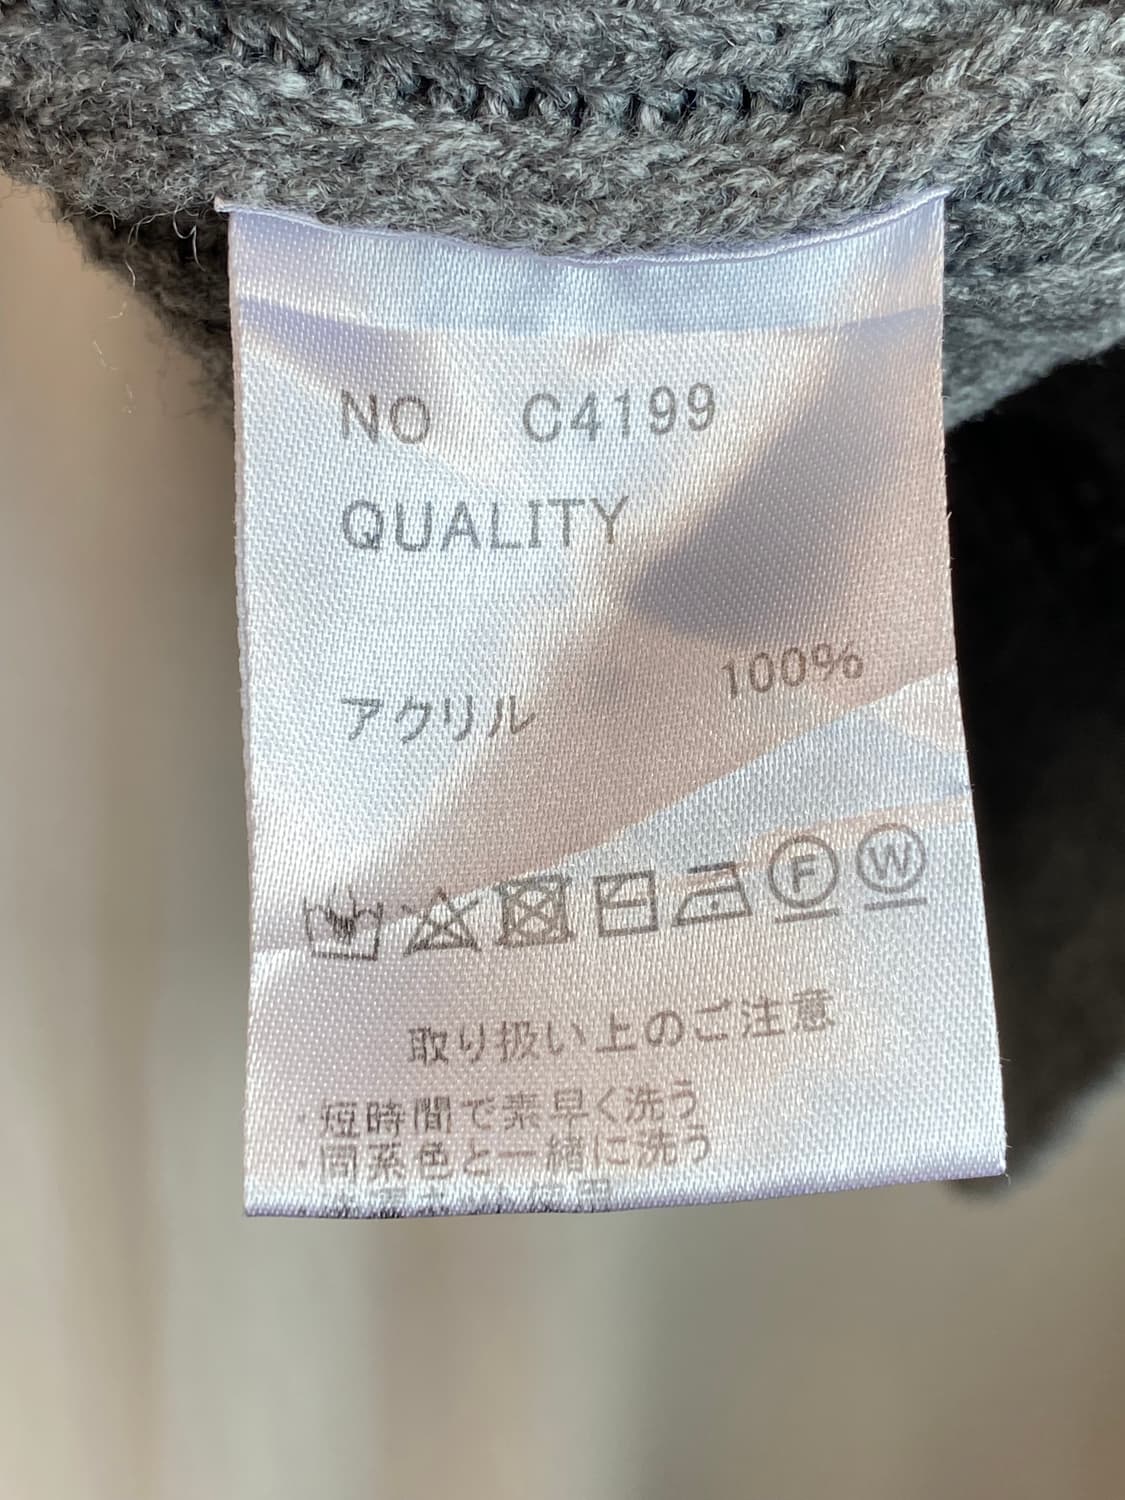 NO C4199
QUALITY
アクリル 100%
F W
取り扱い上のご注意
・短時間で素早く洗う
・同系色と一緒に洗う